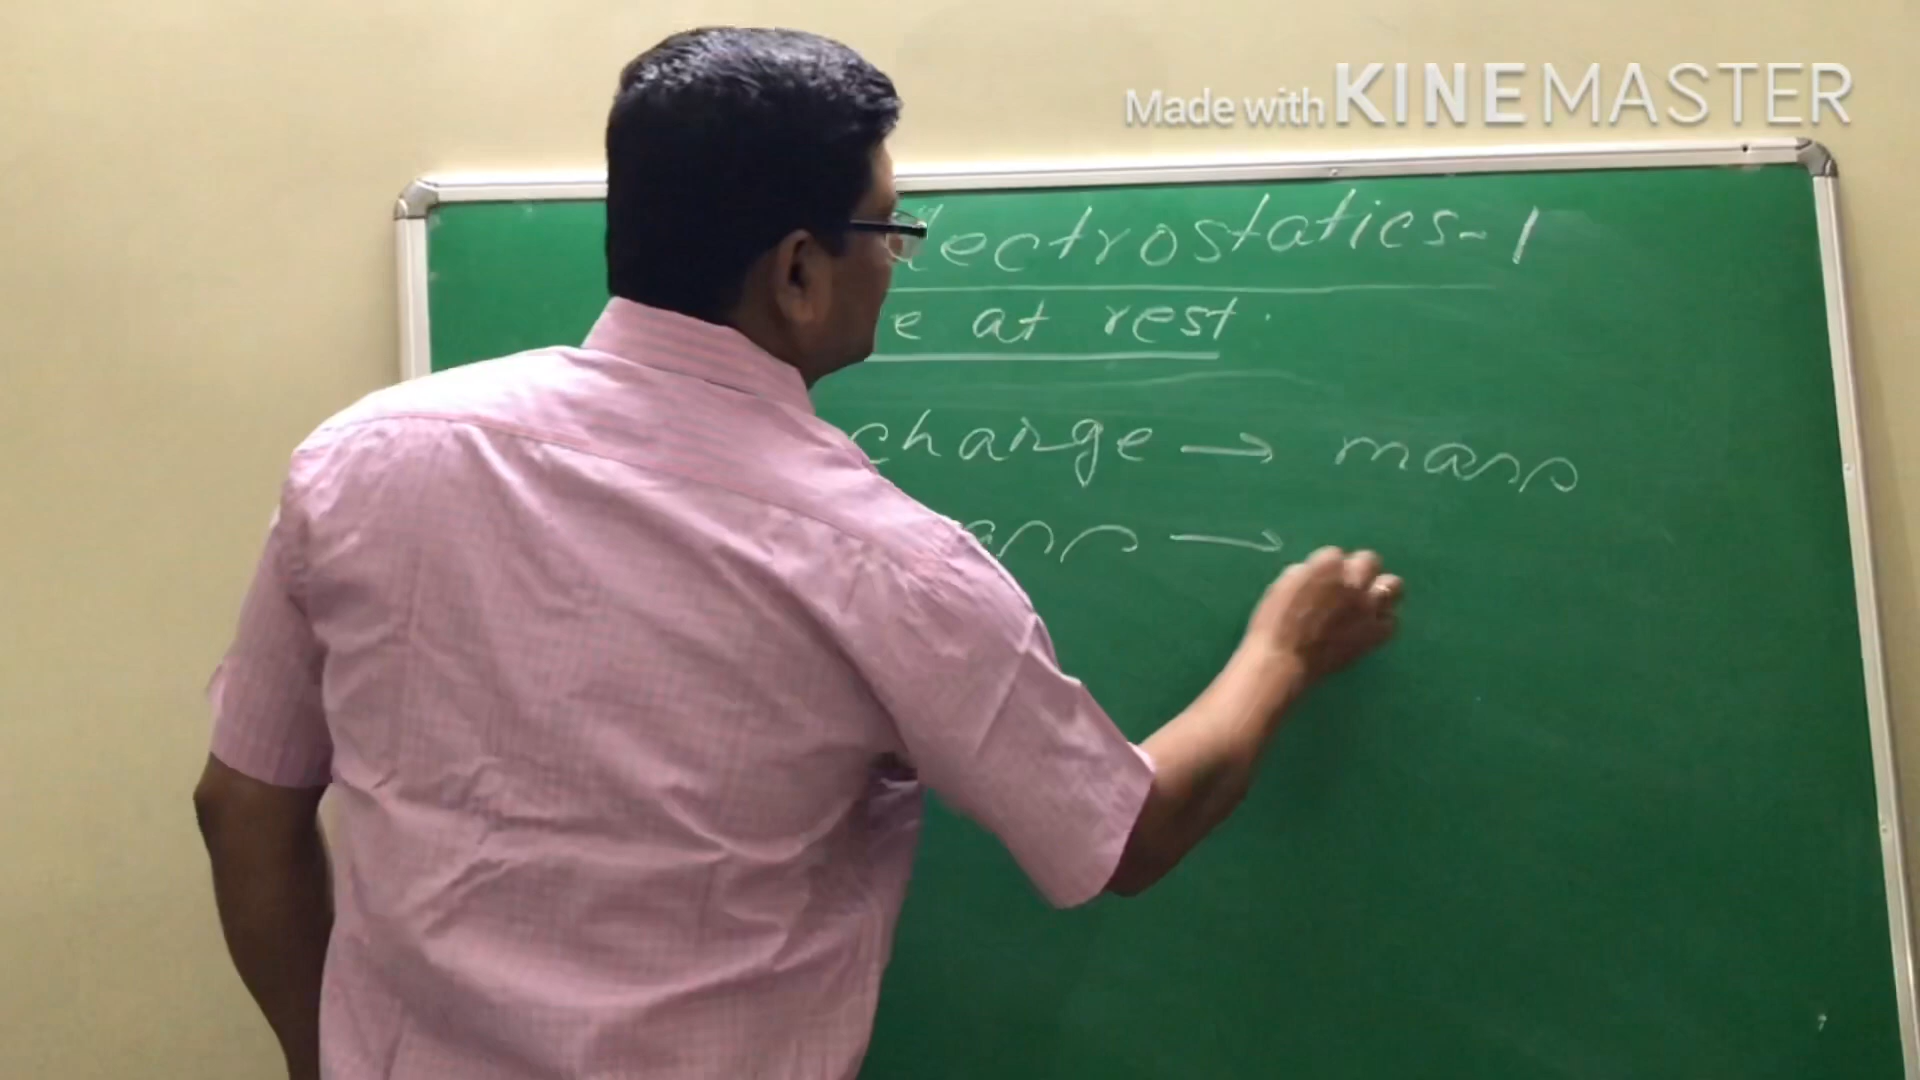 Made with KINEMASTER
lectrostatics-1
e at rest.
charge → mass
ass →